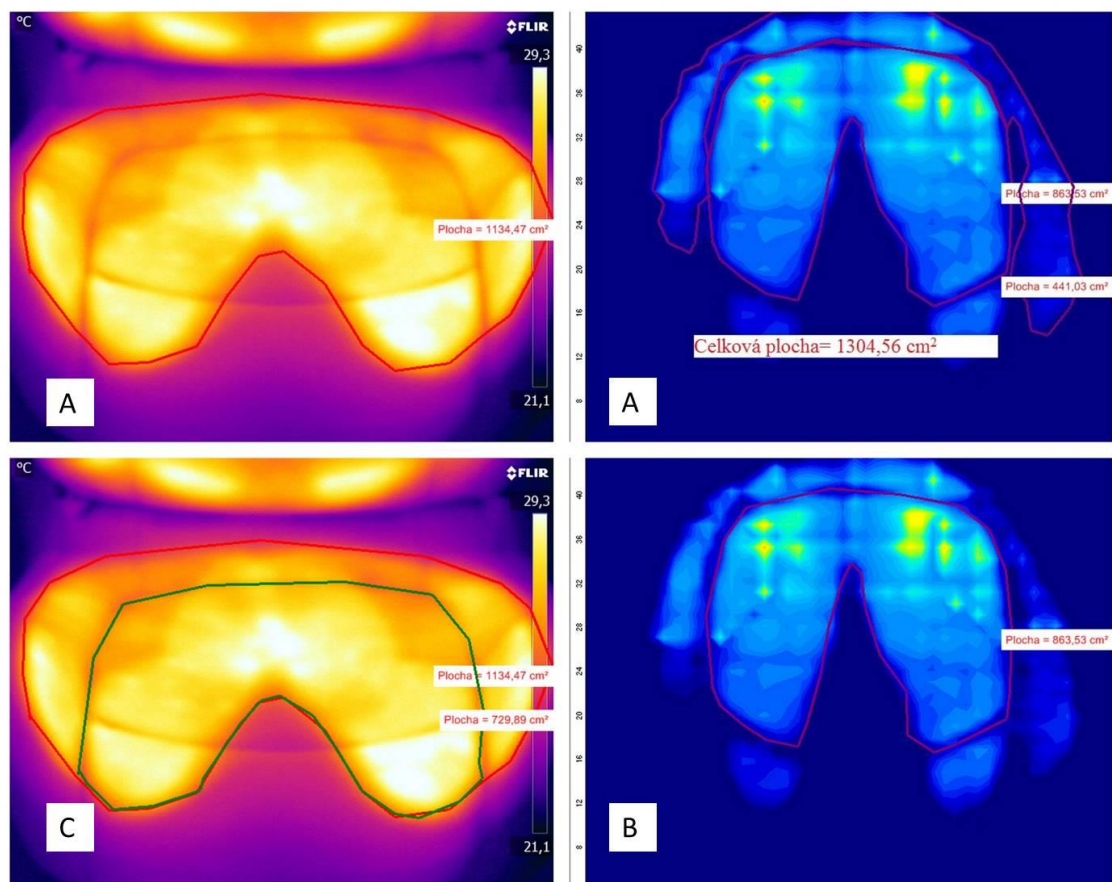 °C
FLIR
29,3
Plocha = 1134,47 cm²
21,1
A
40
36
32
28
24
20
16
12
8
Plocha = 863,53 cm²
Plocha = 441,03 cm²
Celková plocha= 1304,56 cm²
A
°C
FLIR
29,3
Plocha = 1134,47 cm²
Plocha = 729,89 cm²
21,1
C
40
36
32
28
24
20
16
12
8
Plocha = 863,53 cm²
B